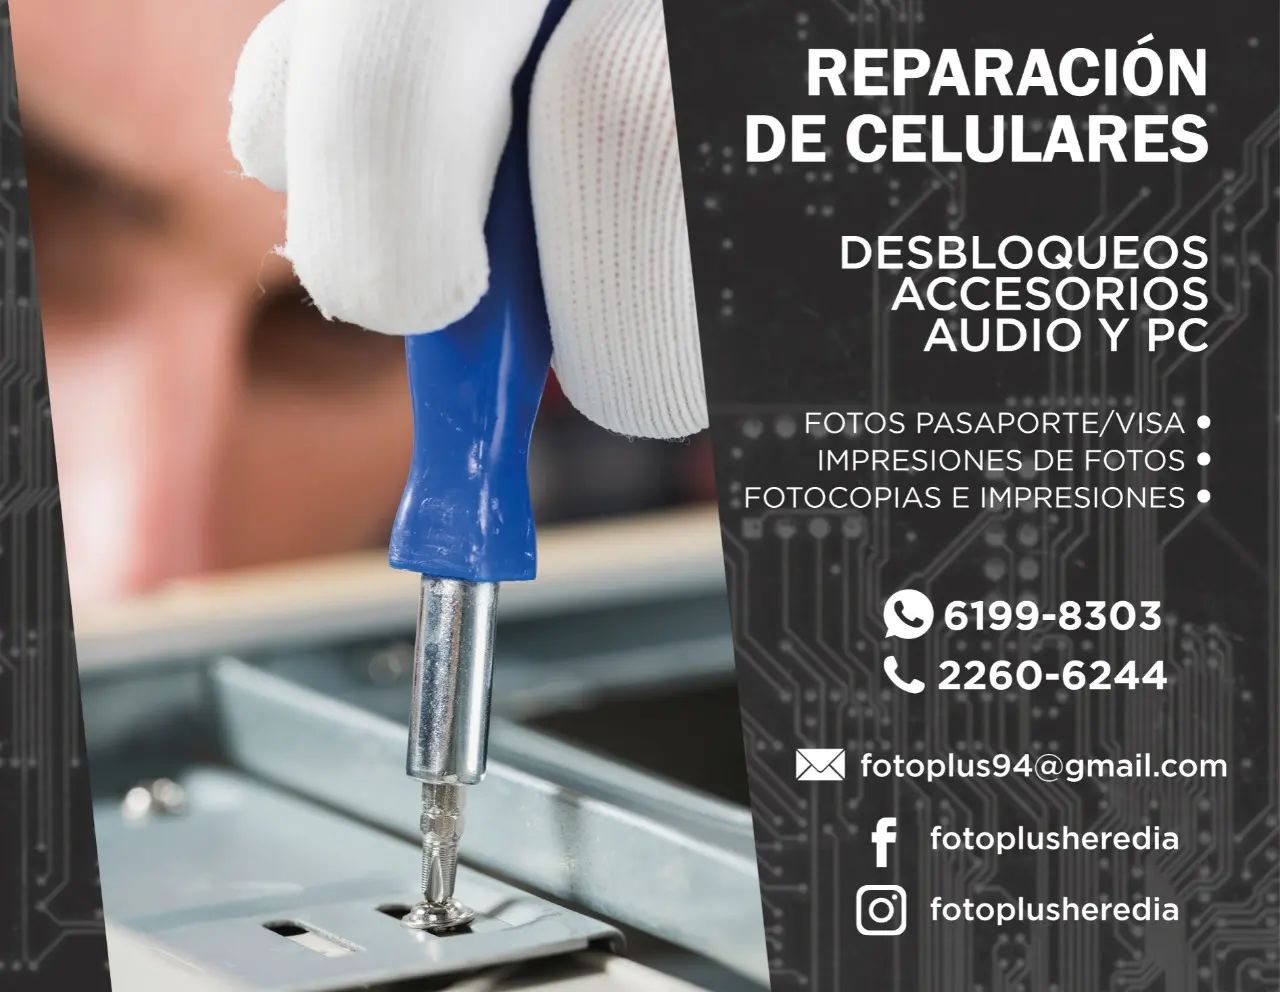 REPARACIÓN
DE CELULARES
DESBLOQUEOS
ACCESORIOS
AUDIO Y PC
FOTOS PASAPORTE/VISA •
IMPRESIONES DE FOTOS •
FOTOCOPIAS E IMPRESIONES •
6199-8303
2260-6244
fotoplus94@gmail.com
fotoplusheredia
fotoplusheredia